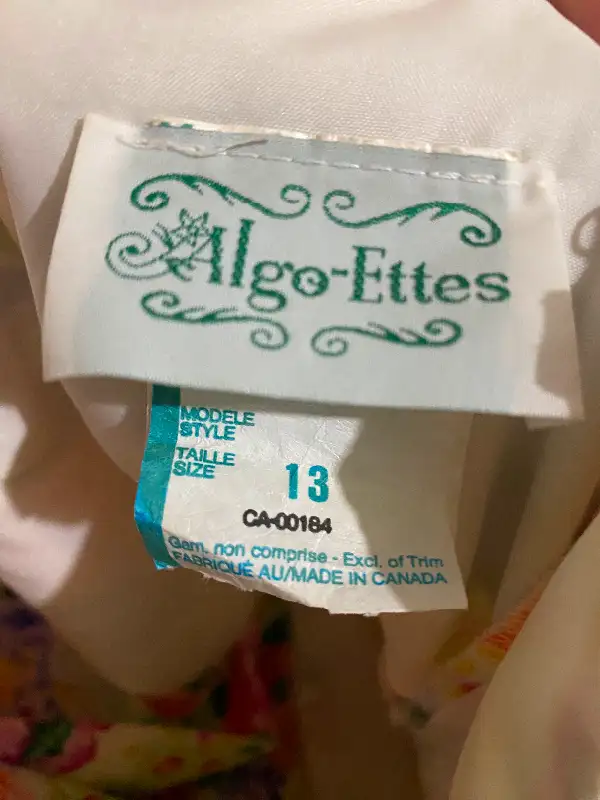 Algo-Ettes
MODELE
STYLE
TAILLE
SIZE
13
CA-00184
Garn. non comprise - Excl. of Trim
FABRIQUÉ AU/MADE IN CANADA